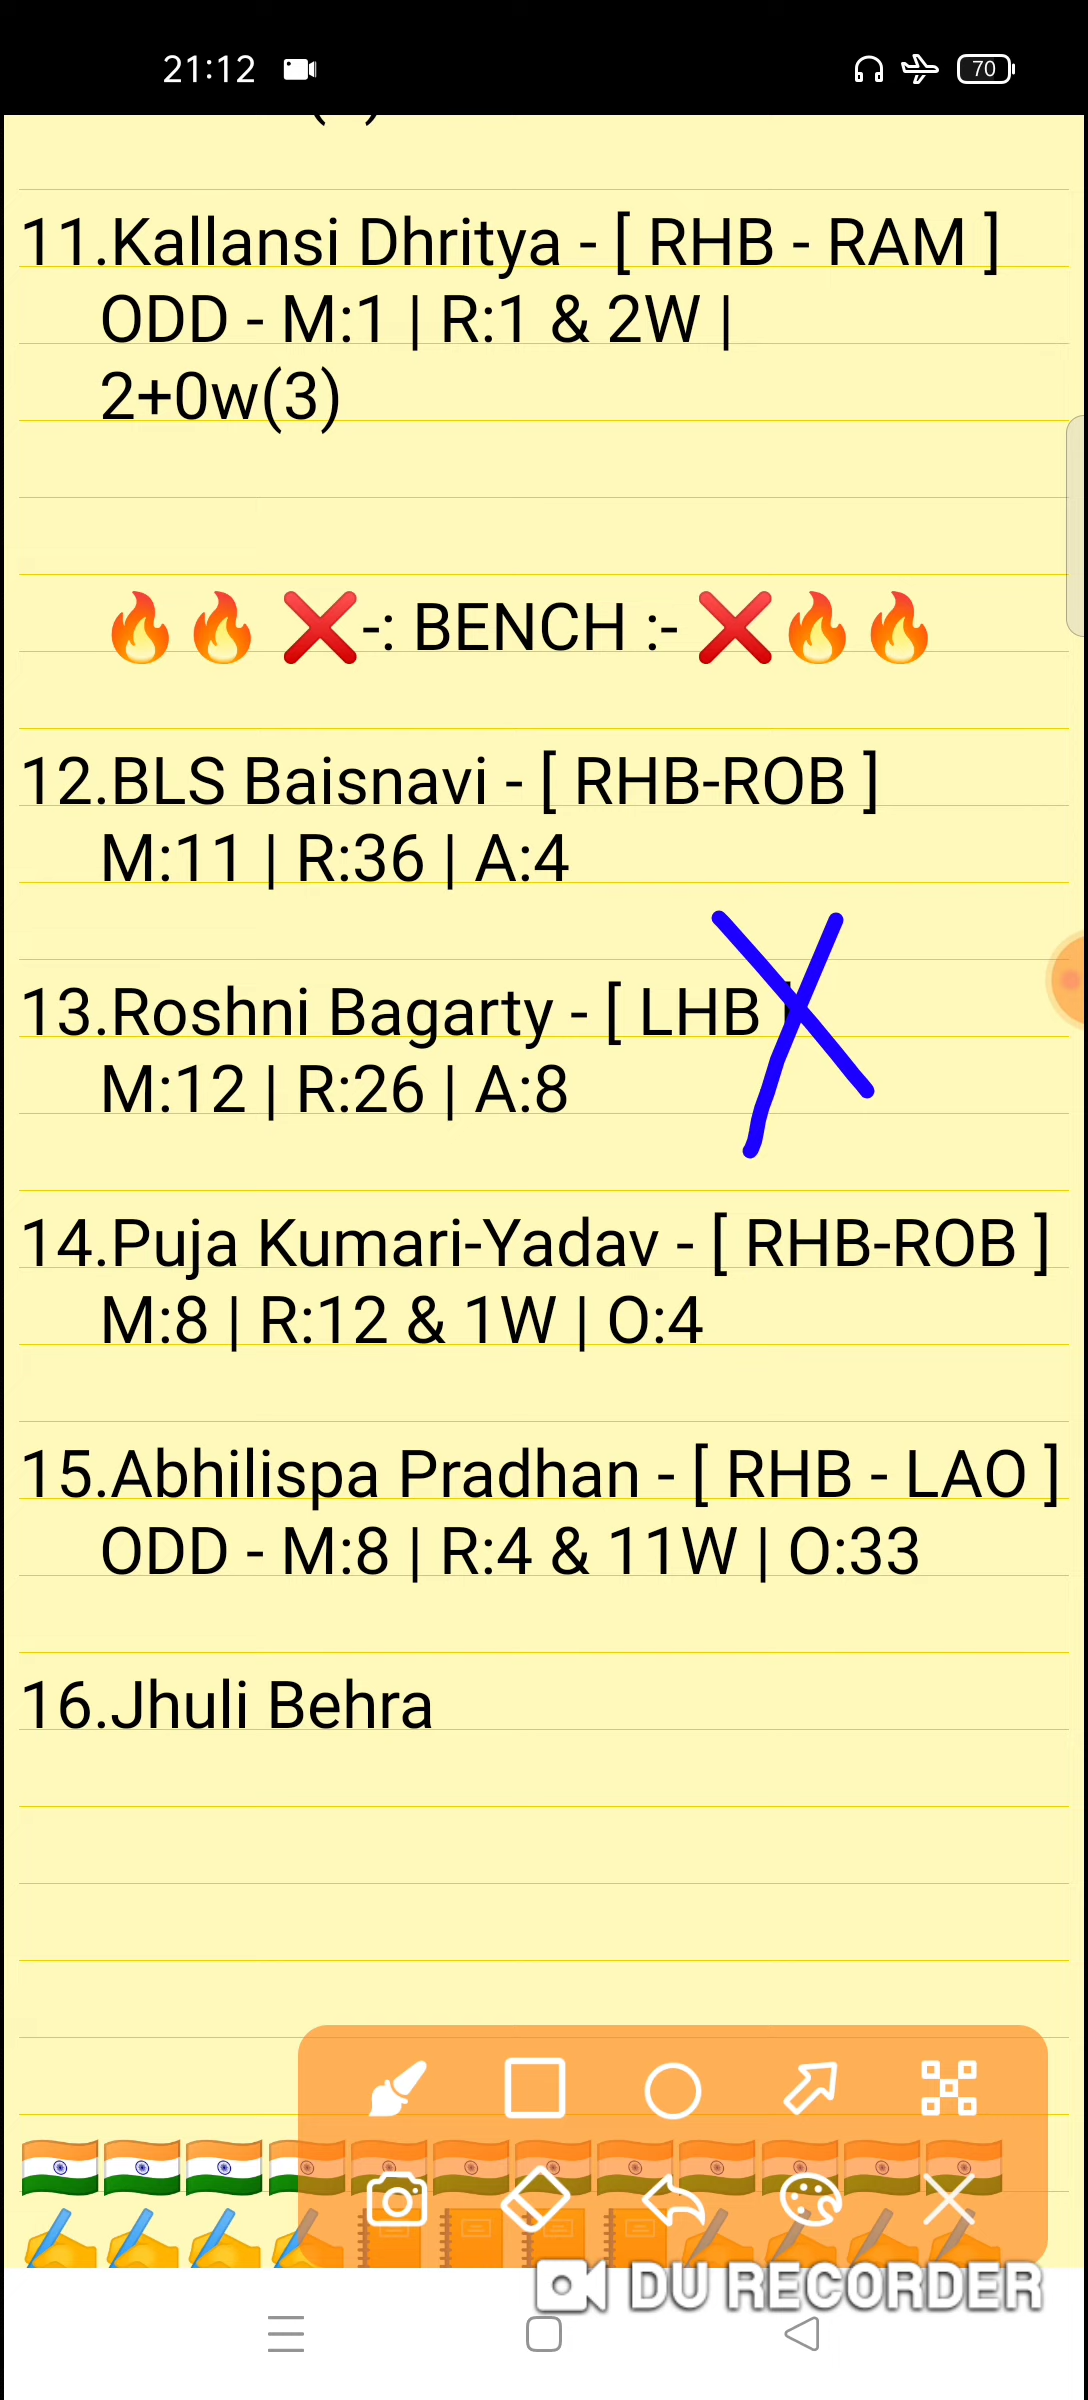 21:12 70
11.Kallansi Dhritya - [ RHB - RAM ]
ODD - M:1 | R:1 & 2W |
2+0w(3)
🔥🔥 ❌-: BENCH :- ❌🔥🔥
12.BLS Baisnavi - [ RHB-ROB ]
M:11 | R:36 | A:4
13.Roshni Bagarty - [ LHB ]
M:12 | R:26 | A:8
14.Puja Kumari-Yadav - [ RHB-ROB ]
M:8 | R:12 & 1W | O:4
15.Abhilispa Pradhan - [ RHB - LAO ]
ODD - M:8 | R:4 & 11W | O:33
16.Jhuli Behra
DU RECORDER